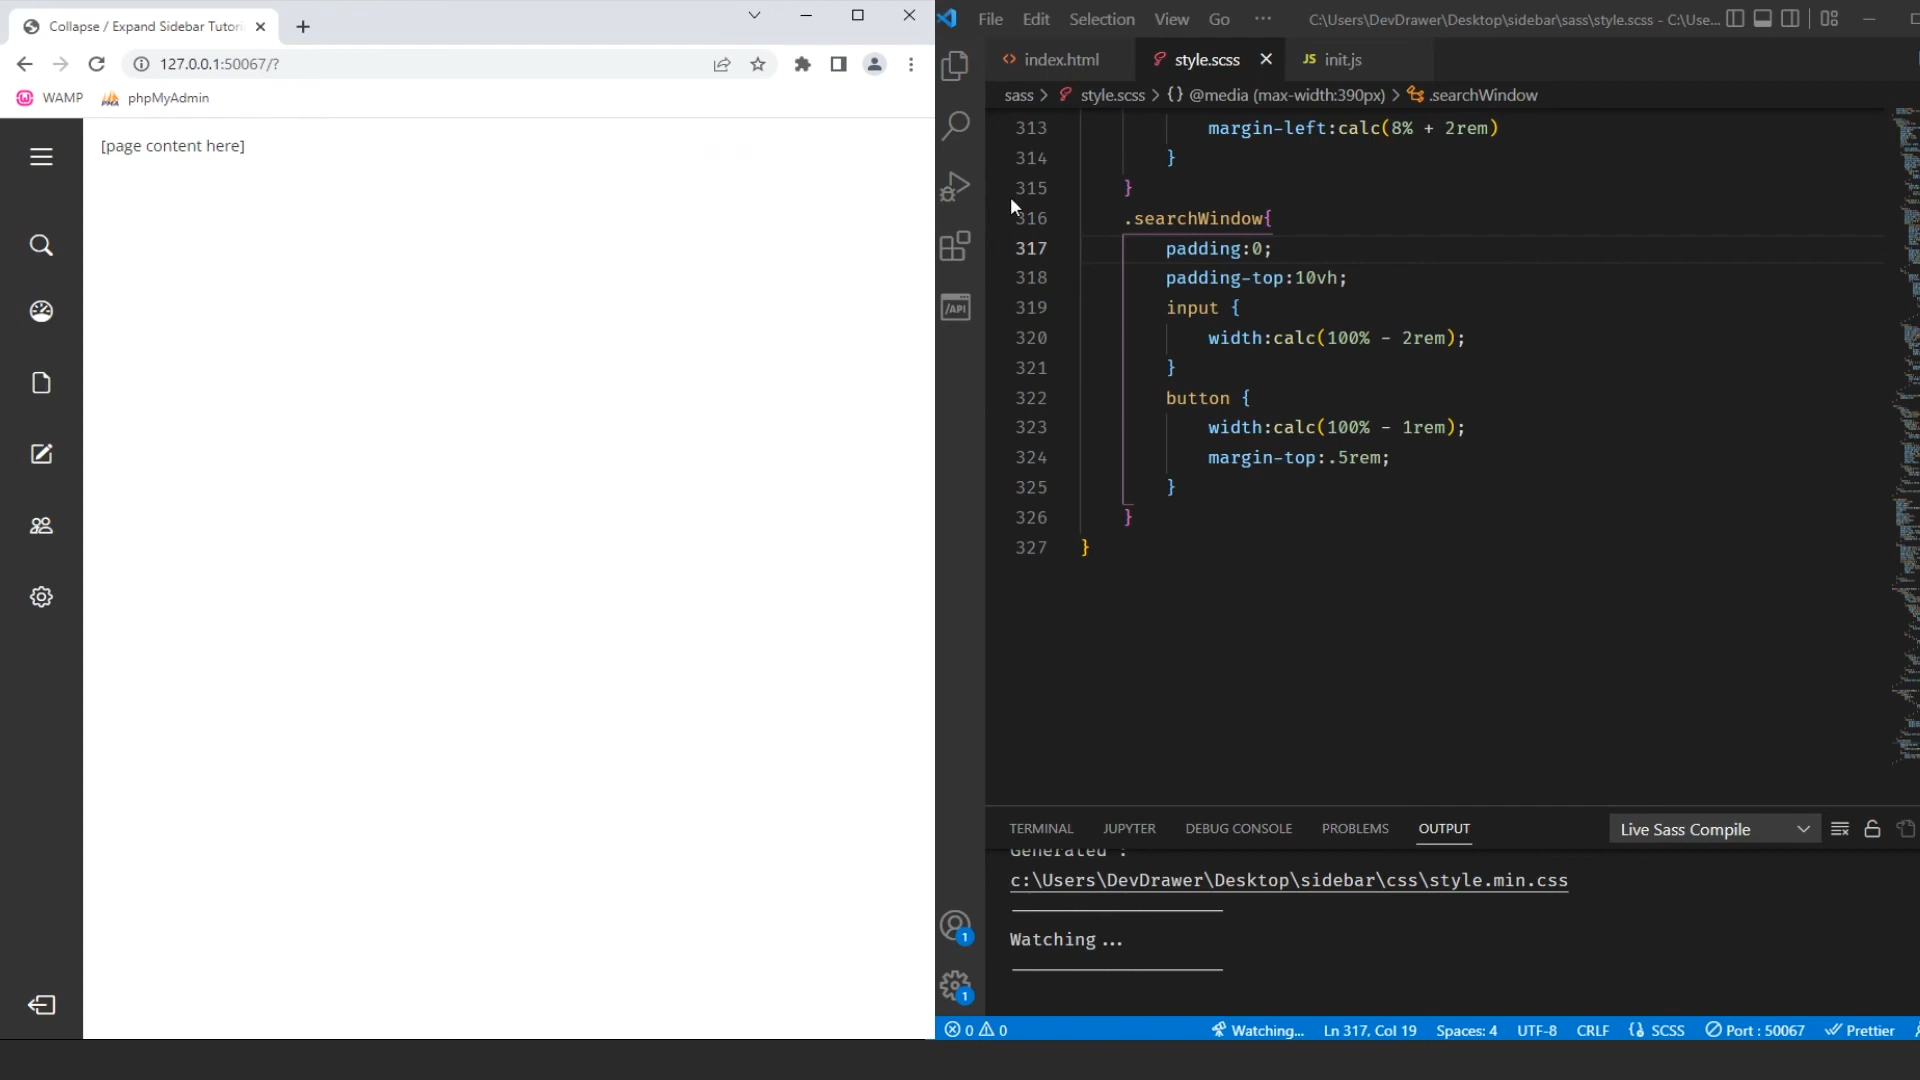 Collapse / Expand Sidebar Tutori
127.0.0.1:50067/?
WAMP
phpMyAdmin
[page content here]
File Edit Selection View Go ··· C:\Users\DevDrawer\Desktop\sidebar\sass\style.scss - C:\Use...
<> index.html
style.scss
JS init.js
sass > style.scss > {} @media (max-width:390px) > .searchWindow
313 margin-left:calc(8% + 2rem)
314 }
315 }
316 .searchWindow{
317 padding:0;
318 padding-top:10vh;
319 input {
320 width:calc(100% - 2rem);
321 }
322 button {
323 width:calc(100% - 1rem);
324 margin-top:.5rem;
325 }
326 }
327 }
/API
TERMINAL JUPYTER DEBUG CONSOLE PROBLEMS OUTPUT Live Sass Compile
Generated :
c:\Users\DevDrawer\Desktop\sidebar\css\style.min.css
Watching...
1
1
0 0 Watching... Ln 317, Col 19 Spaces: 4 UTF-8 CRLF {} SCSS Port : 50067 Prettier